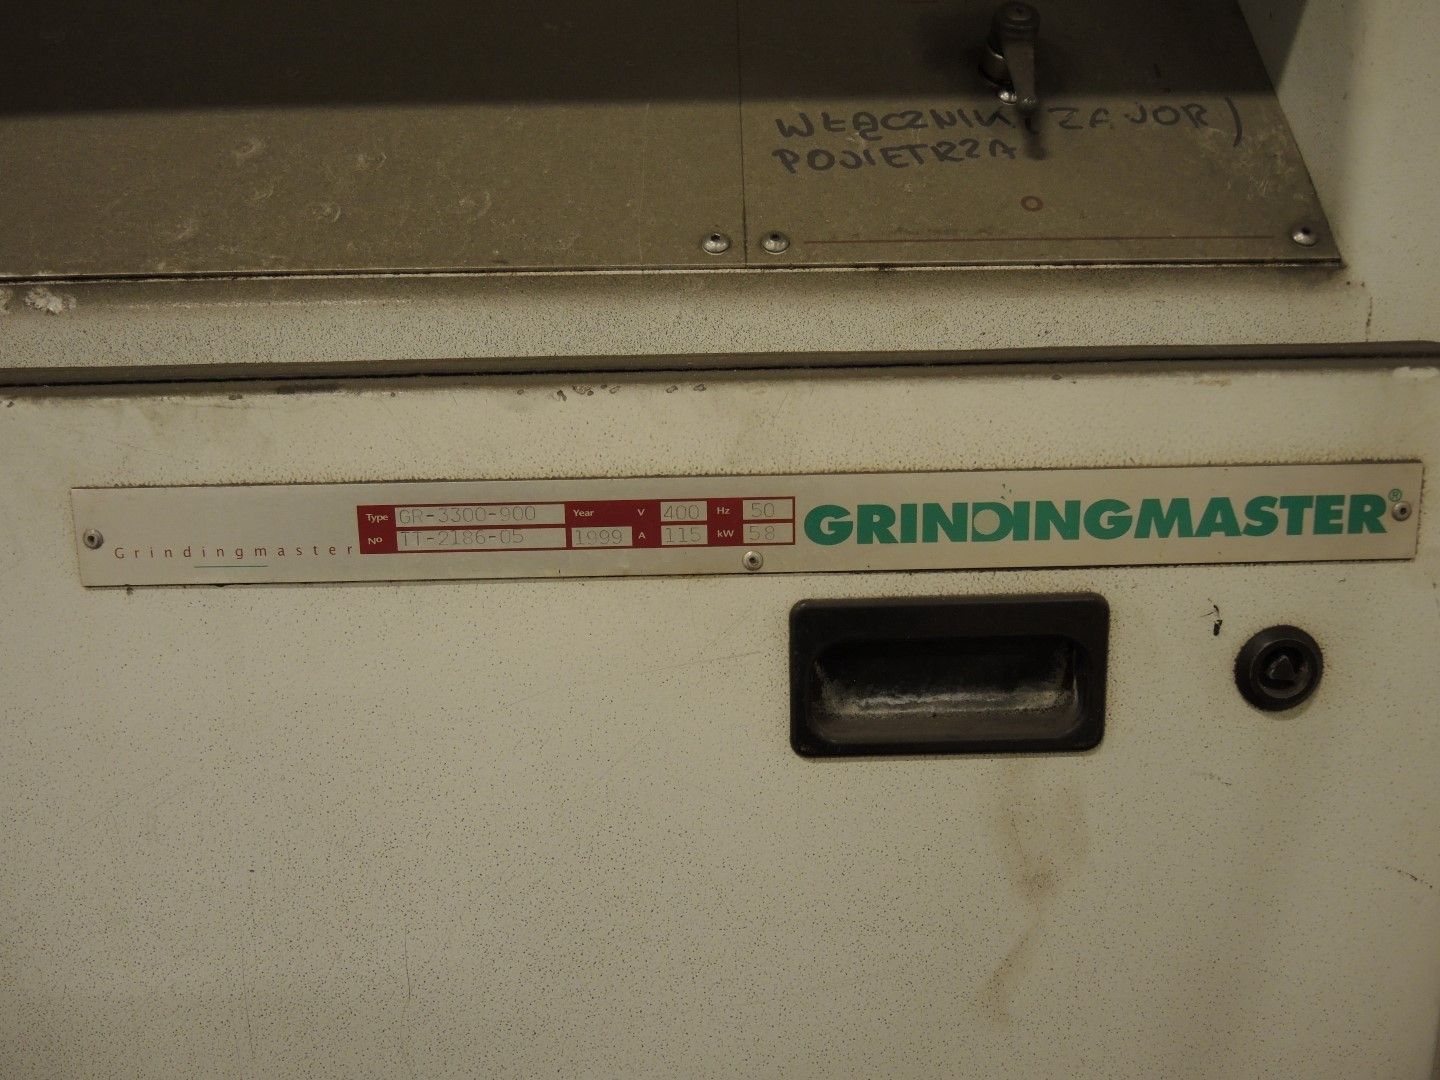 WŁĄCZNIK (ZAWOR)
POWIETRZA
O
Type GR-3300-900 Year V 400 Hz 50
No TT-2186-05 1999 A 115 kW 58
Grindingmaster
GRINDINGMASTER®